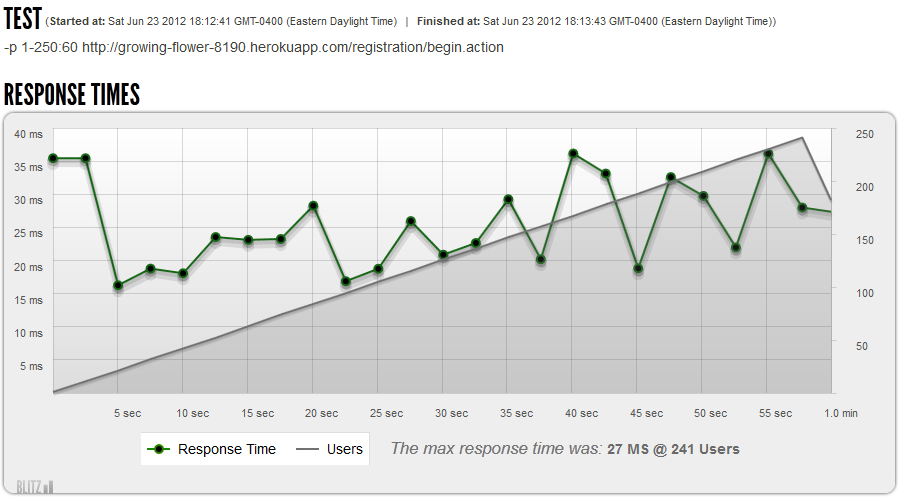 TEST (Started at: Sat Jun 23 2012 18:12:41 GMT-0400 (Eastern Daylight Time) | Finished at: Sat Jun 23 2012 18:13:43 GMT-0400 (Eastern Daylight Time))
-p 1-250:60 http://growing-flower-8190.herokuapp.com/registration/begin.action
RESPONSE TIMES
40 ms
35 ms
30 ms
25 ms
20 ms
15 ms
10 ms
5 ms
250
200
150
100
50
5 sec 10 sec 15 sec 20 sec 25 sec 30 sec 35 sec 40 sec 45 sec 50 sec 55 sec 1.0 min
Response Time Users The max response time was: 27 MS @ 241 Users
BLITZ